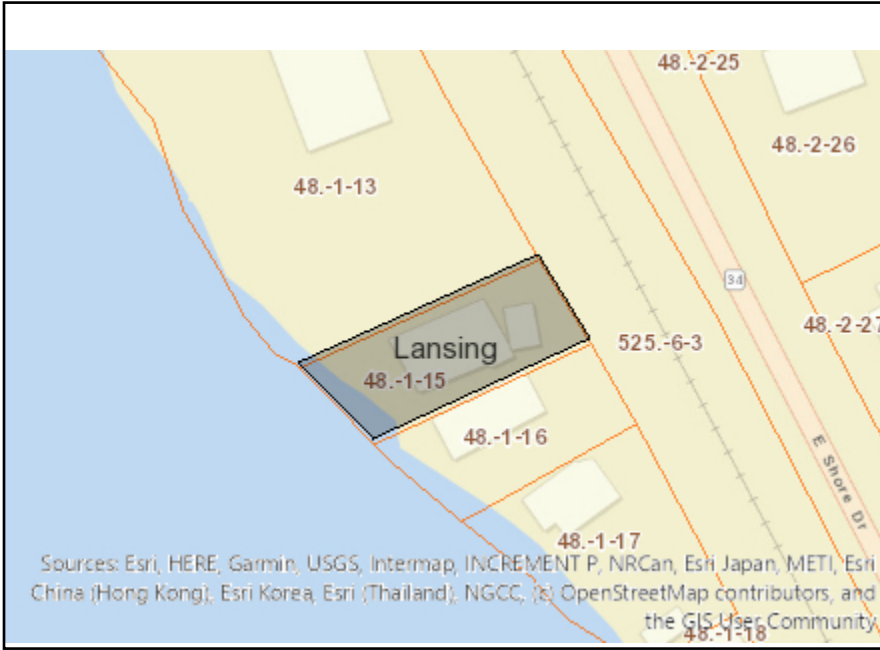 48.-2-25
48.-2-26
48.-1-13
34
48.-2-27
525.-6-3
Lansing
48.-1-15
48.-1-16
E Shore Dr
48.-1-17
Sources: Esri, HERE, Garmin, USGS, Intermap, INCREMENT P, NRCan, Esri Japan, METI, Esri
China (Hong Kong), Esri Korea, Esri (Thailand), NGCC, (c) OpenStreetMap contributors, and
the GIS User Community
48.-1-18